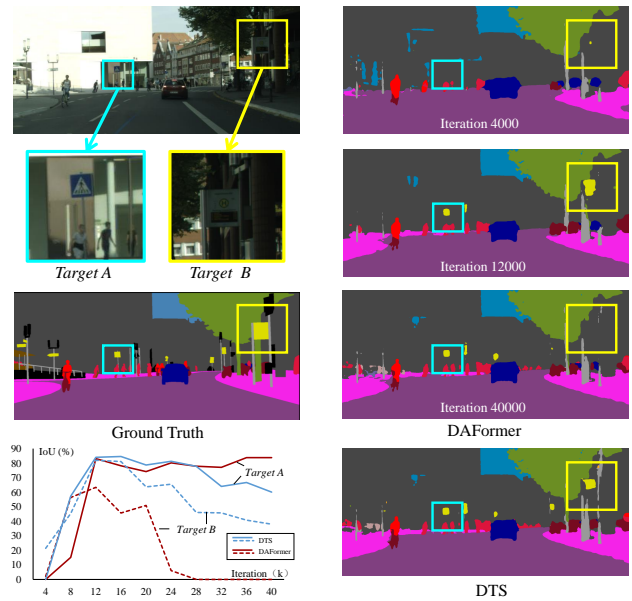 Iteration 4000
Target A
Target B
Iteration 12000
Ground Truth
Iteration 40000
DAFormer
90
80
70
60
50
40
30
20
10
0
IoU (%)
Target A
Target B
DTS
DAFormer
Iteration（k）
4 8 12 16 20 24 28 32 36 40
DTS